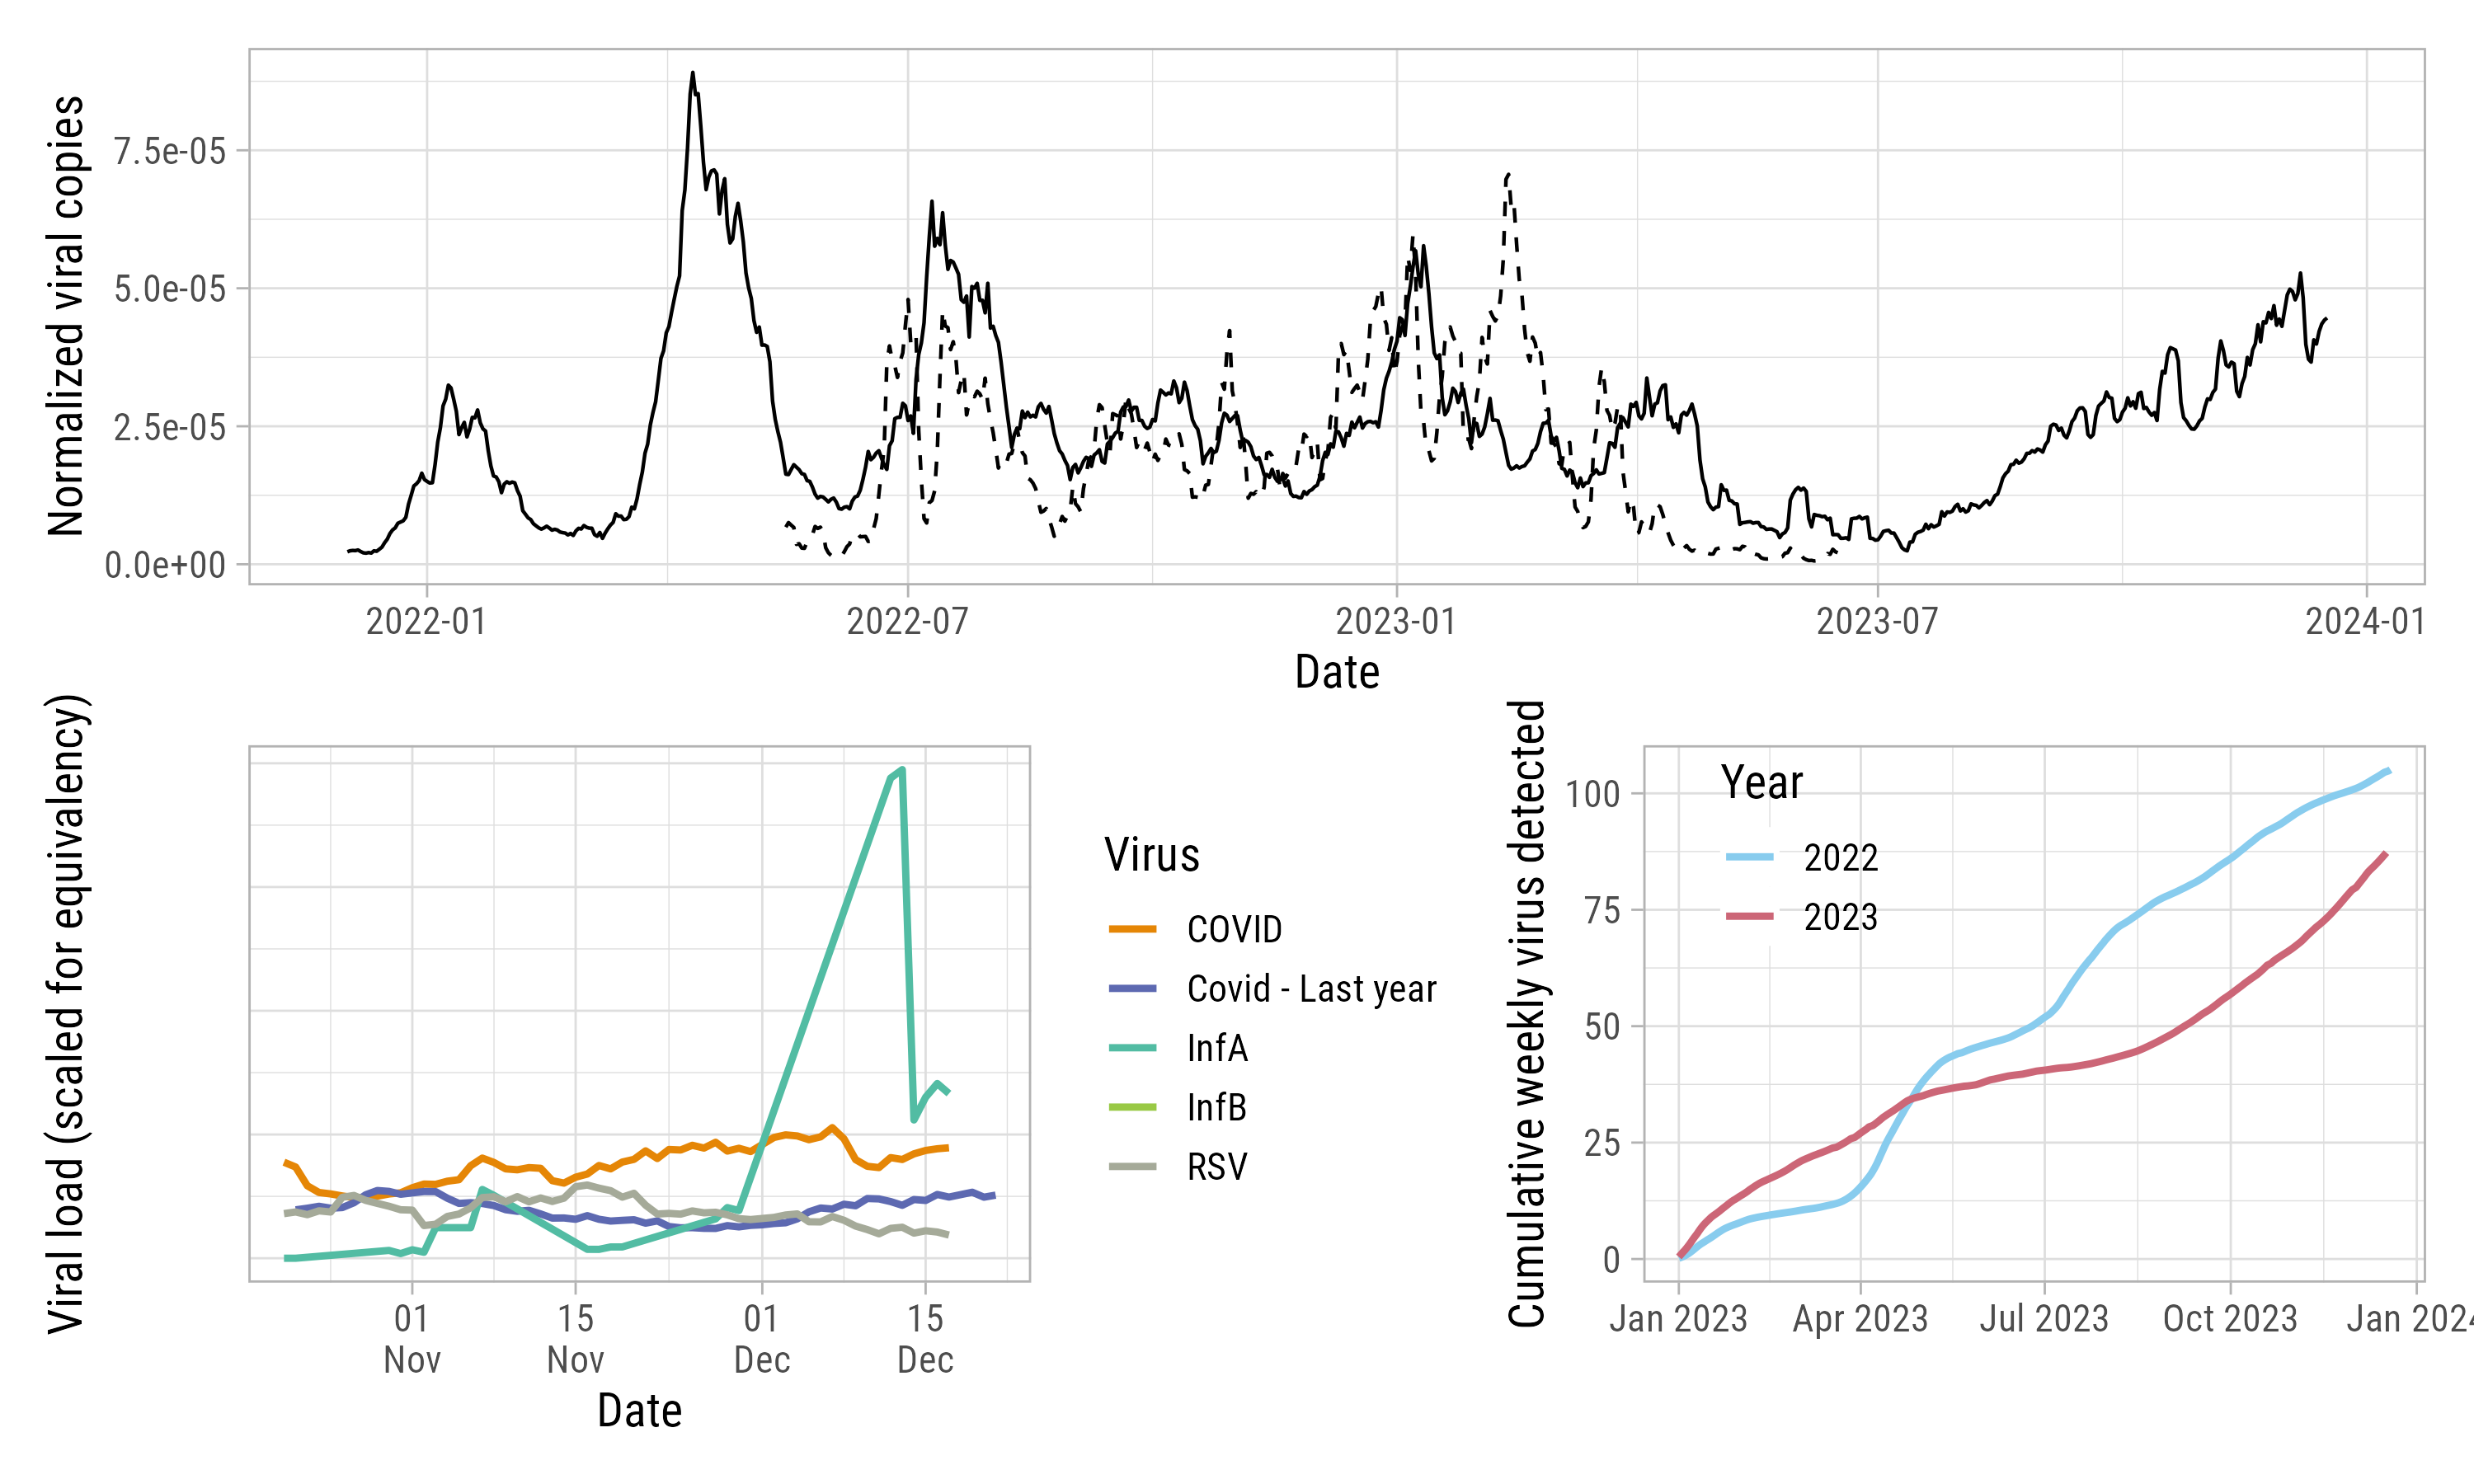 Normalized viral copies
7.5e-05
5.0e-05
2.5e-05
0.0e+00
2022-01
2022-07
2023-01
2023-07
2024-01
Date
Viral load (scaled for equivalency)
01
Nov
15
Nov
01
Dec
15
Dec
Date
Virus
COVID
Covid - Last year
InfA
InfB
RSV
Cumulative weekly virus detected
100
75
50
25
0
Year
2022
2023
Jan 2023
Apr 2023
Jul 2023
Oct 2023
Jan 202